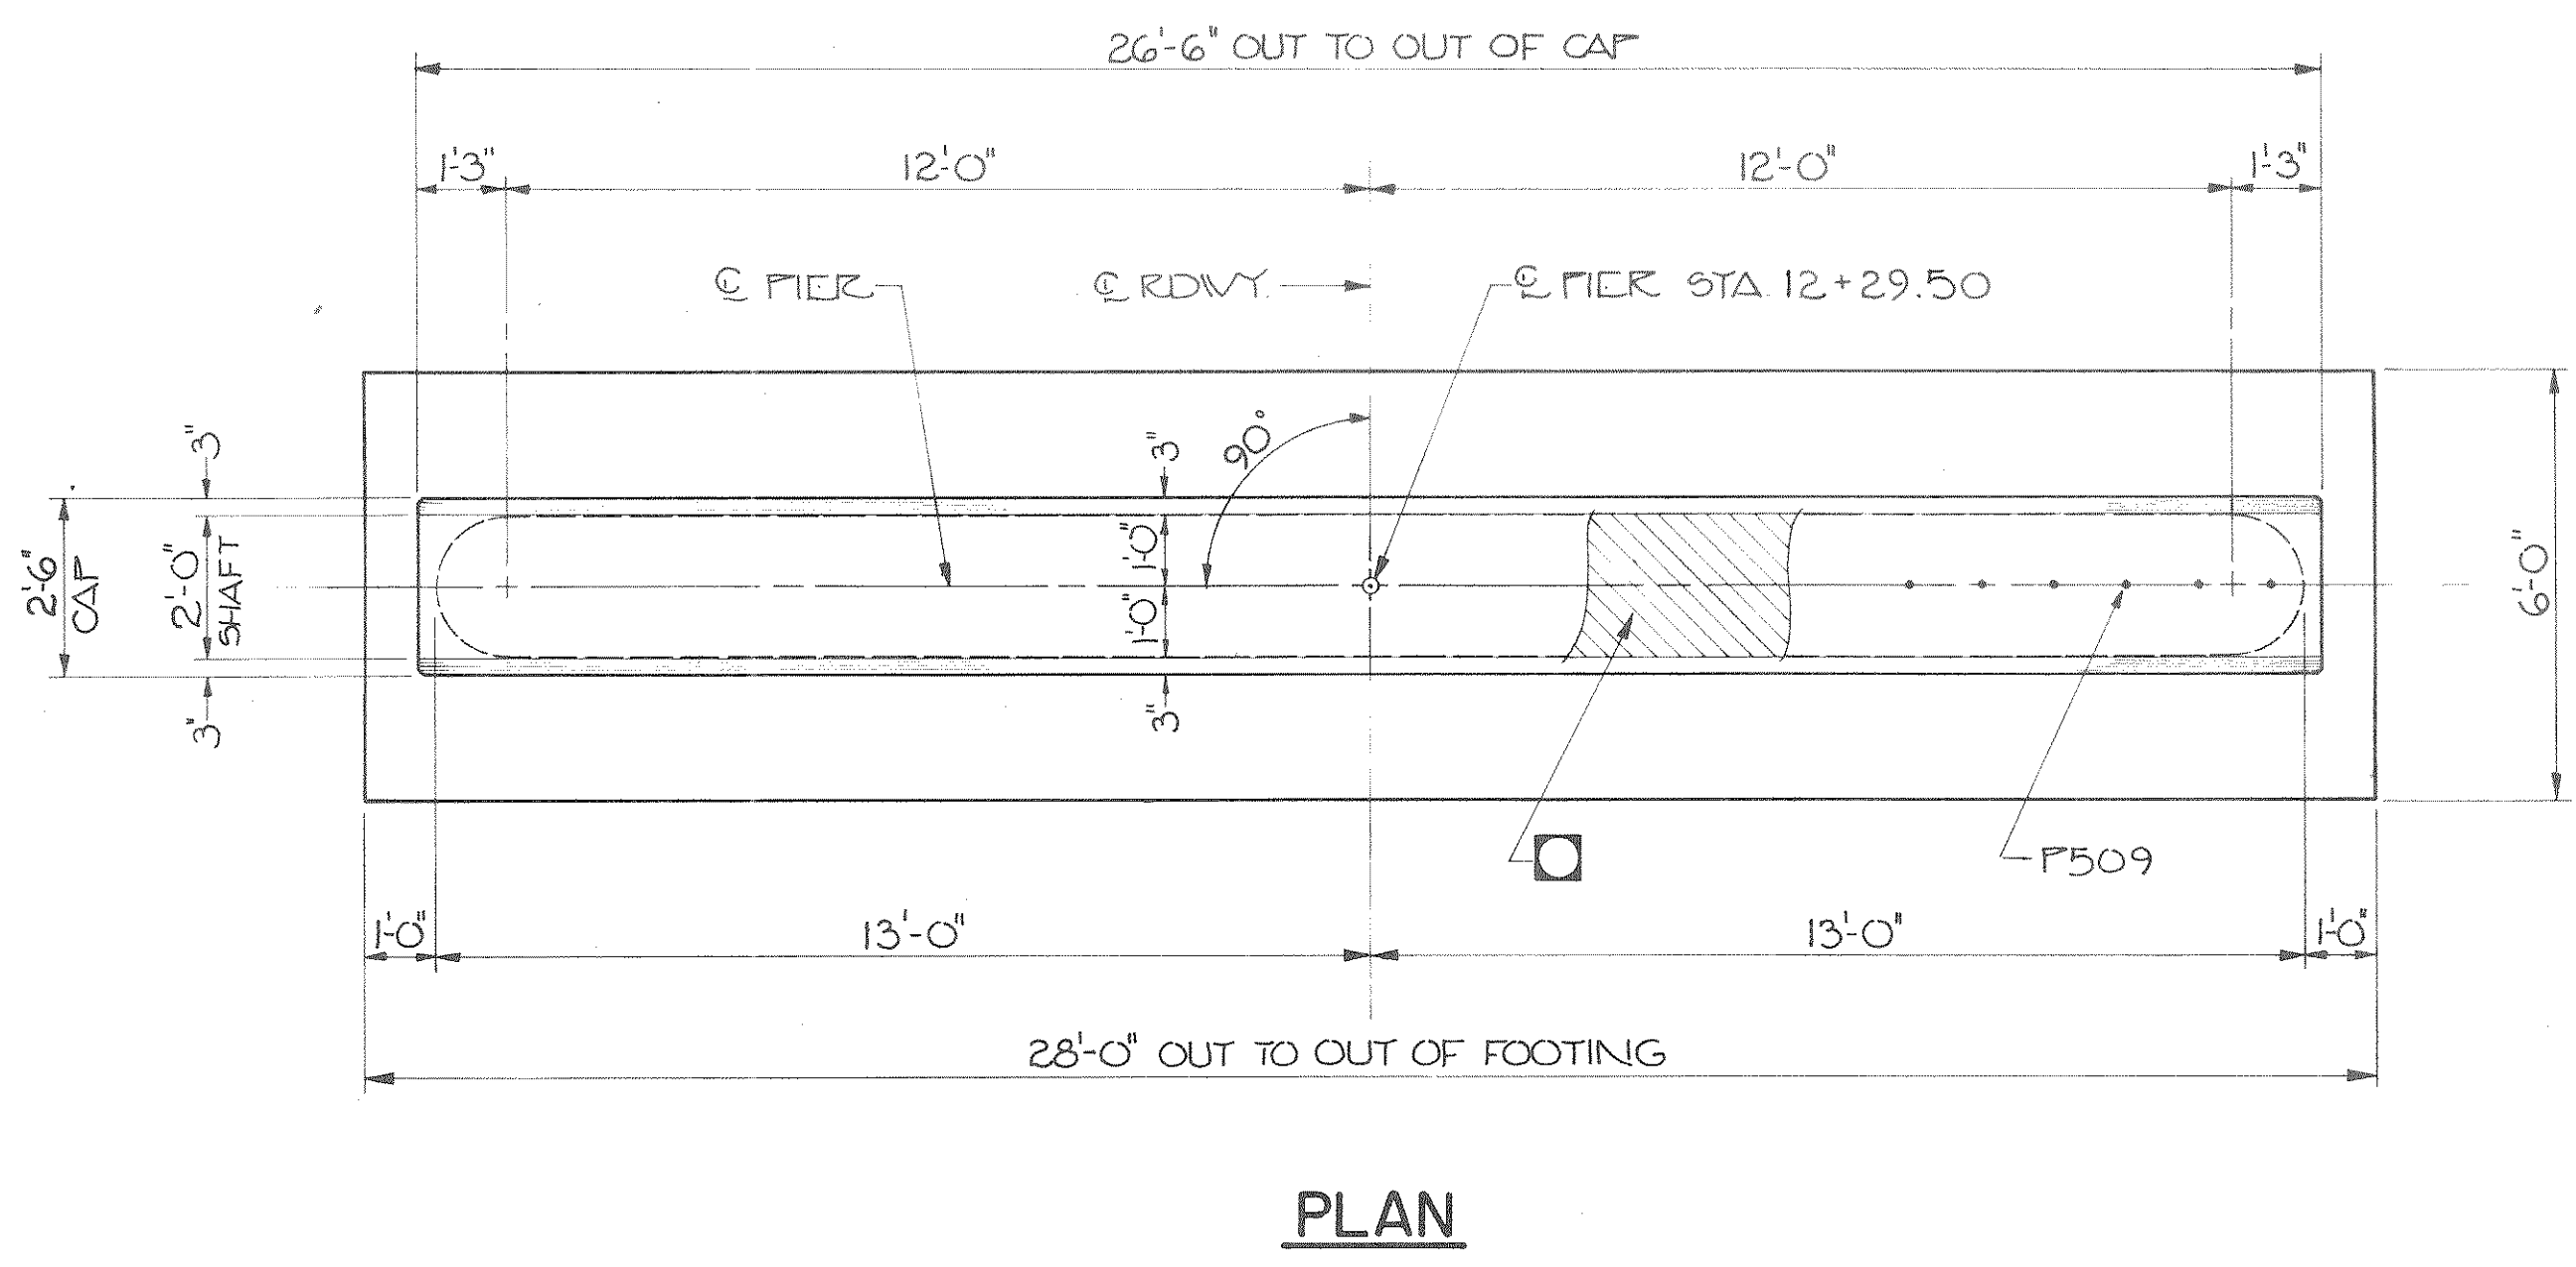 26'-6" OUT TO OUT OF CAP
1'-3" 12'-0" 12'-0" 1'-3"
℄ PIER ℄ RDWY. ℄ PIER STA. 12+29.50
90°
3" 3"
2'-6" CAP
2'-0" SHAFT
1'-0"
1'-0"
6'-0"
3" 3"
P509
1'-0" 13'-0" 13'-0" 1'-0"
28'-0" OUT TO OUT OF FOOTING
PLAN